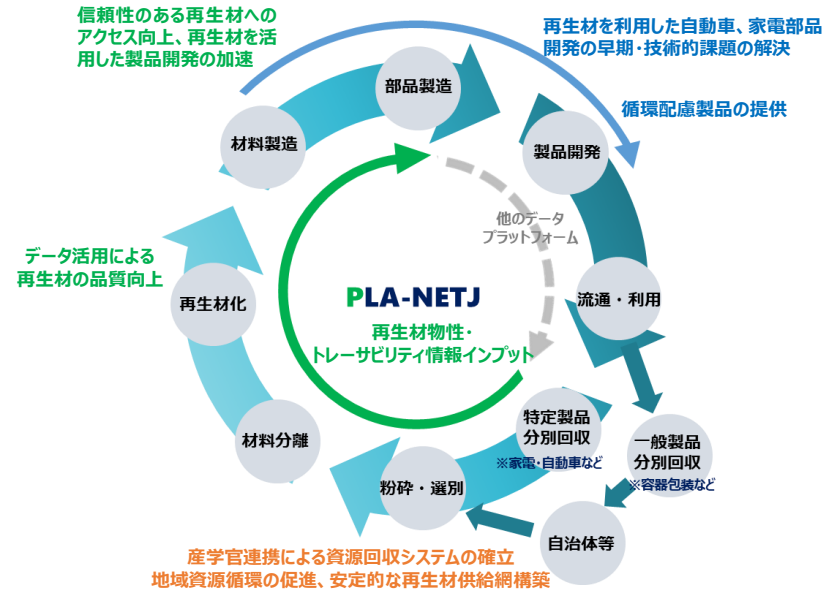 信頼性のある再生材への
アクセス向上、再生材を活
用した製品開発の加速
再生材を利用した自動車、家電部品
開発の早期・技術的課題の解決
循環配慮製品の提供
部品製造
材料製造
製品開発
他のデータ
プラットフォーム
データ活用による
再生材の品質向上
再生材化
PLA-NETJ
再生材物性・
トレーサビリティ情報インプット
流通・利用
特定製品
分別回収
※家電・自動車など
一般製品
分別回収
※容器包装など
材料分離
粉砕・選別
自治体等
産学官連携による資源回収システムの確立
地域資源循環の促進、安定的な再生材供給網構築